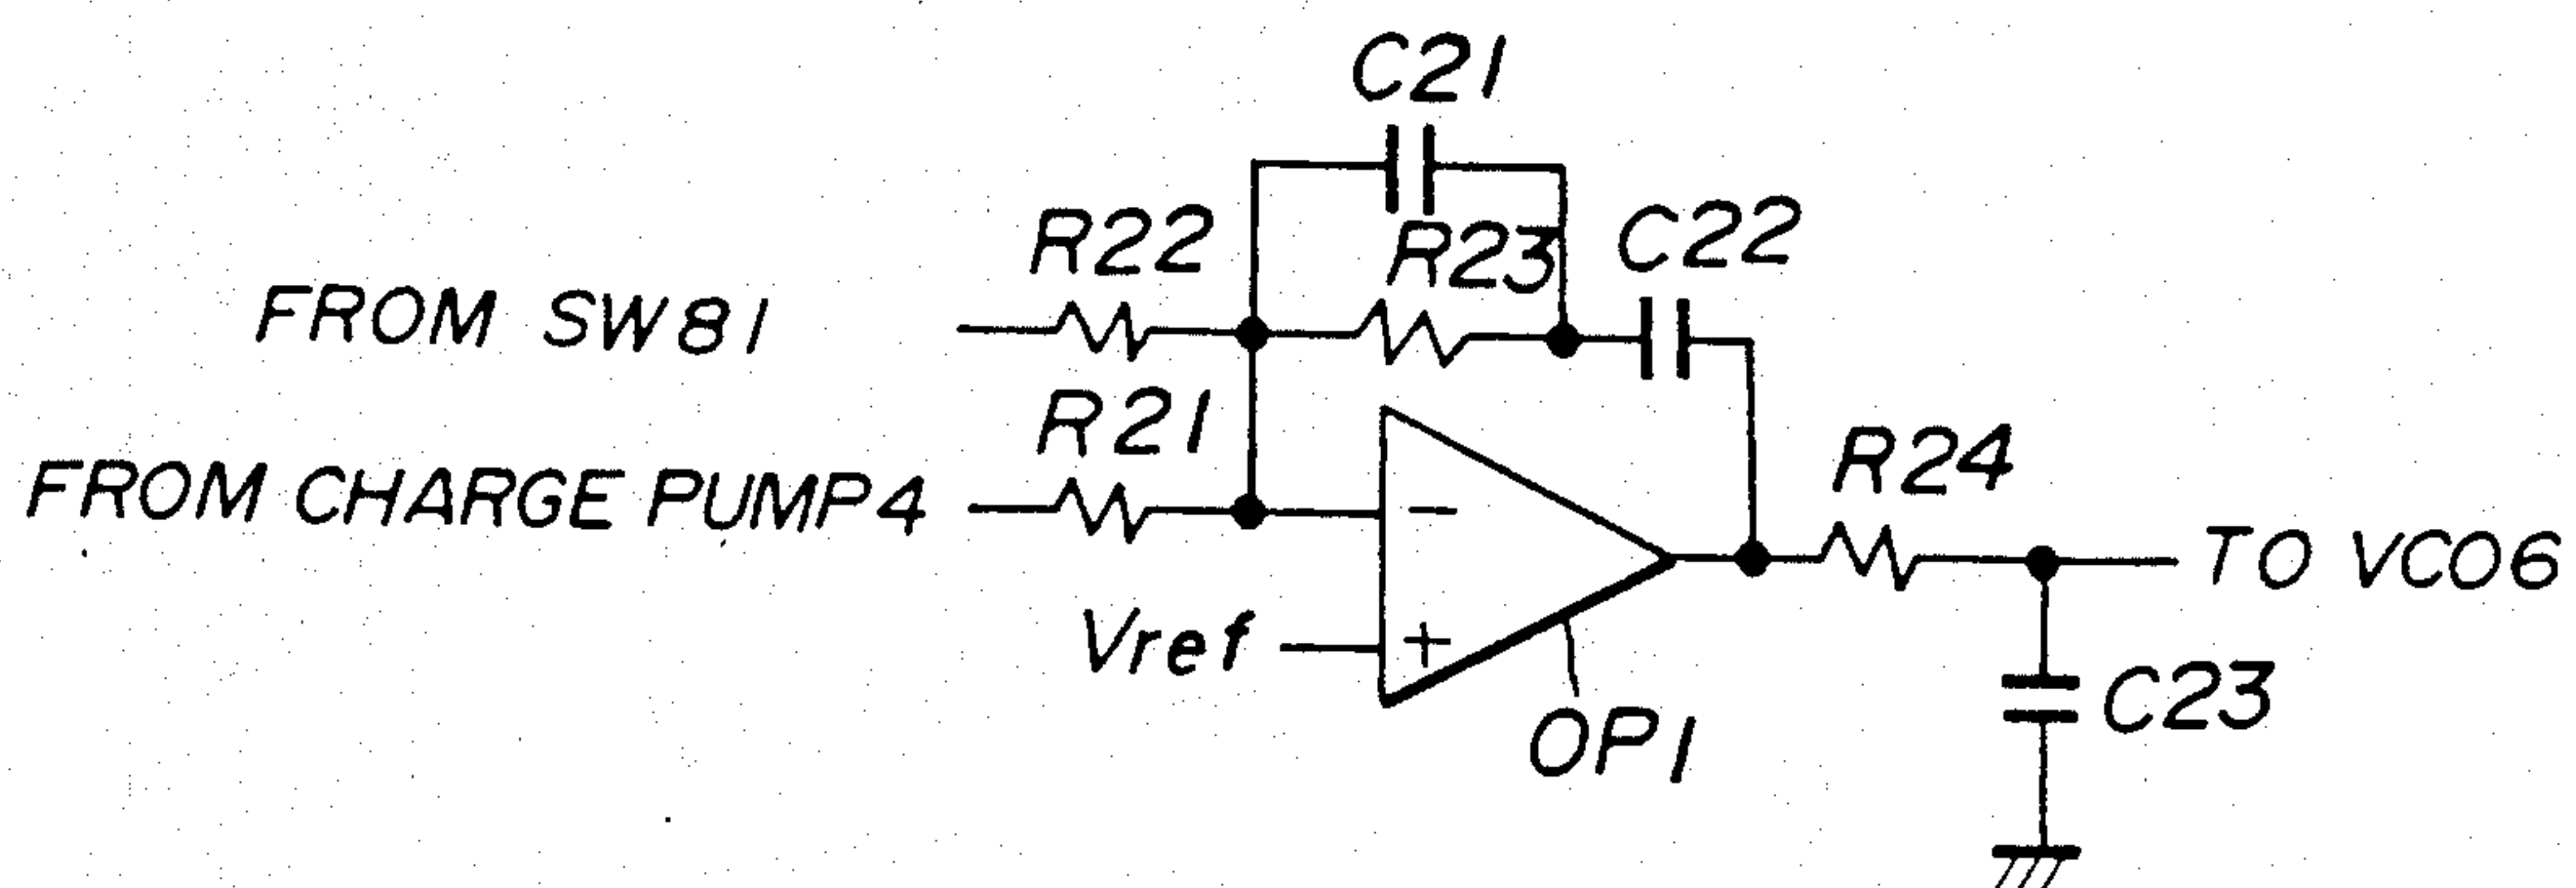 C21
R22
R23
C22
FROM SW81
R21
R24
FROM CHARGE PUMP4
−
TO VCO6
Vref
+
C23
OP1